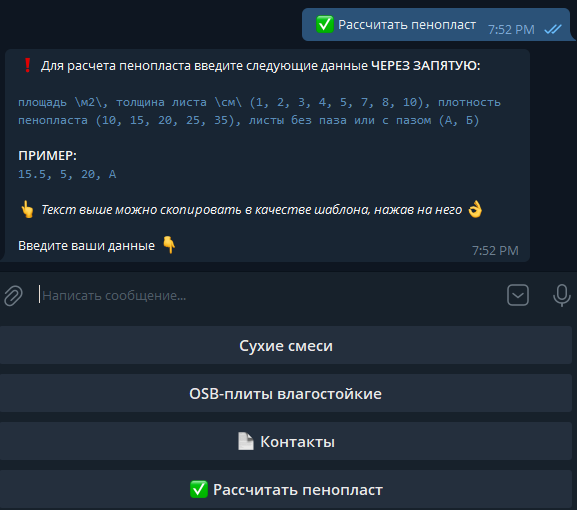 ✅ Рассчитать пенопласт 7:52 PM
❗ Для расчета пенопласта введите следующие данные ЧЕРЕЗ ЗАПЯТУЮ:
площадь \м2\, толщина листа \см\ (1, 2, 3, 4, 5, 7, 8, 10), плотность
пенопласта (10, 15, 20, 25, 35), листы без паза или с пазом (А, Б)
ПРИМЕР:
15.5, 5, 20, А
👆 Текст выше можно скопировать в качестве шаблона, нажав на него 👌
Введите ваши данные 👇
7:52 PM
Написать сообщение...
Сухие смеси
OSB-плиты влагостойкие
📄 Контакты
✅ Рассчитать пенопласт